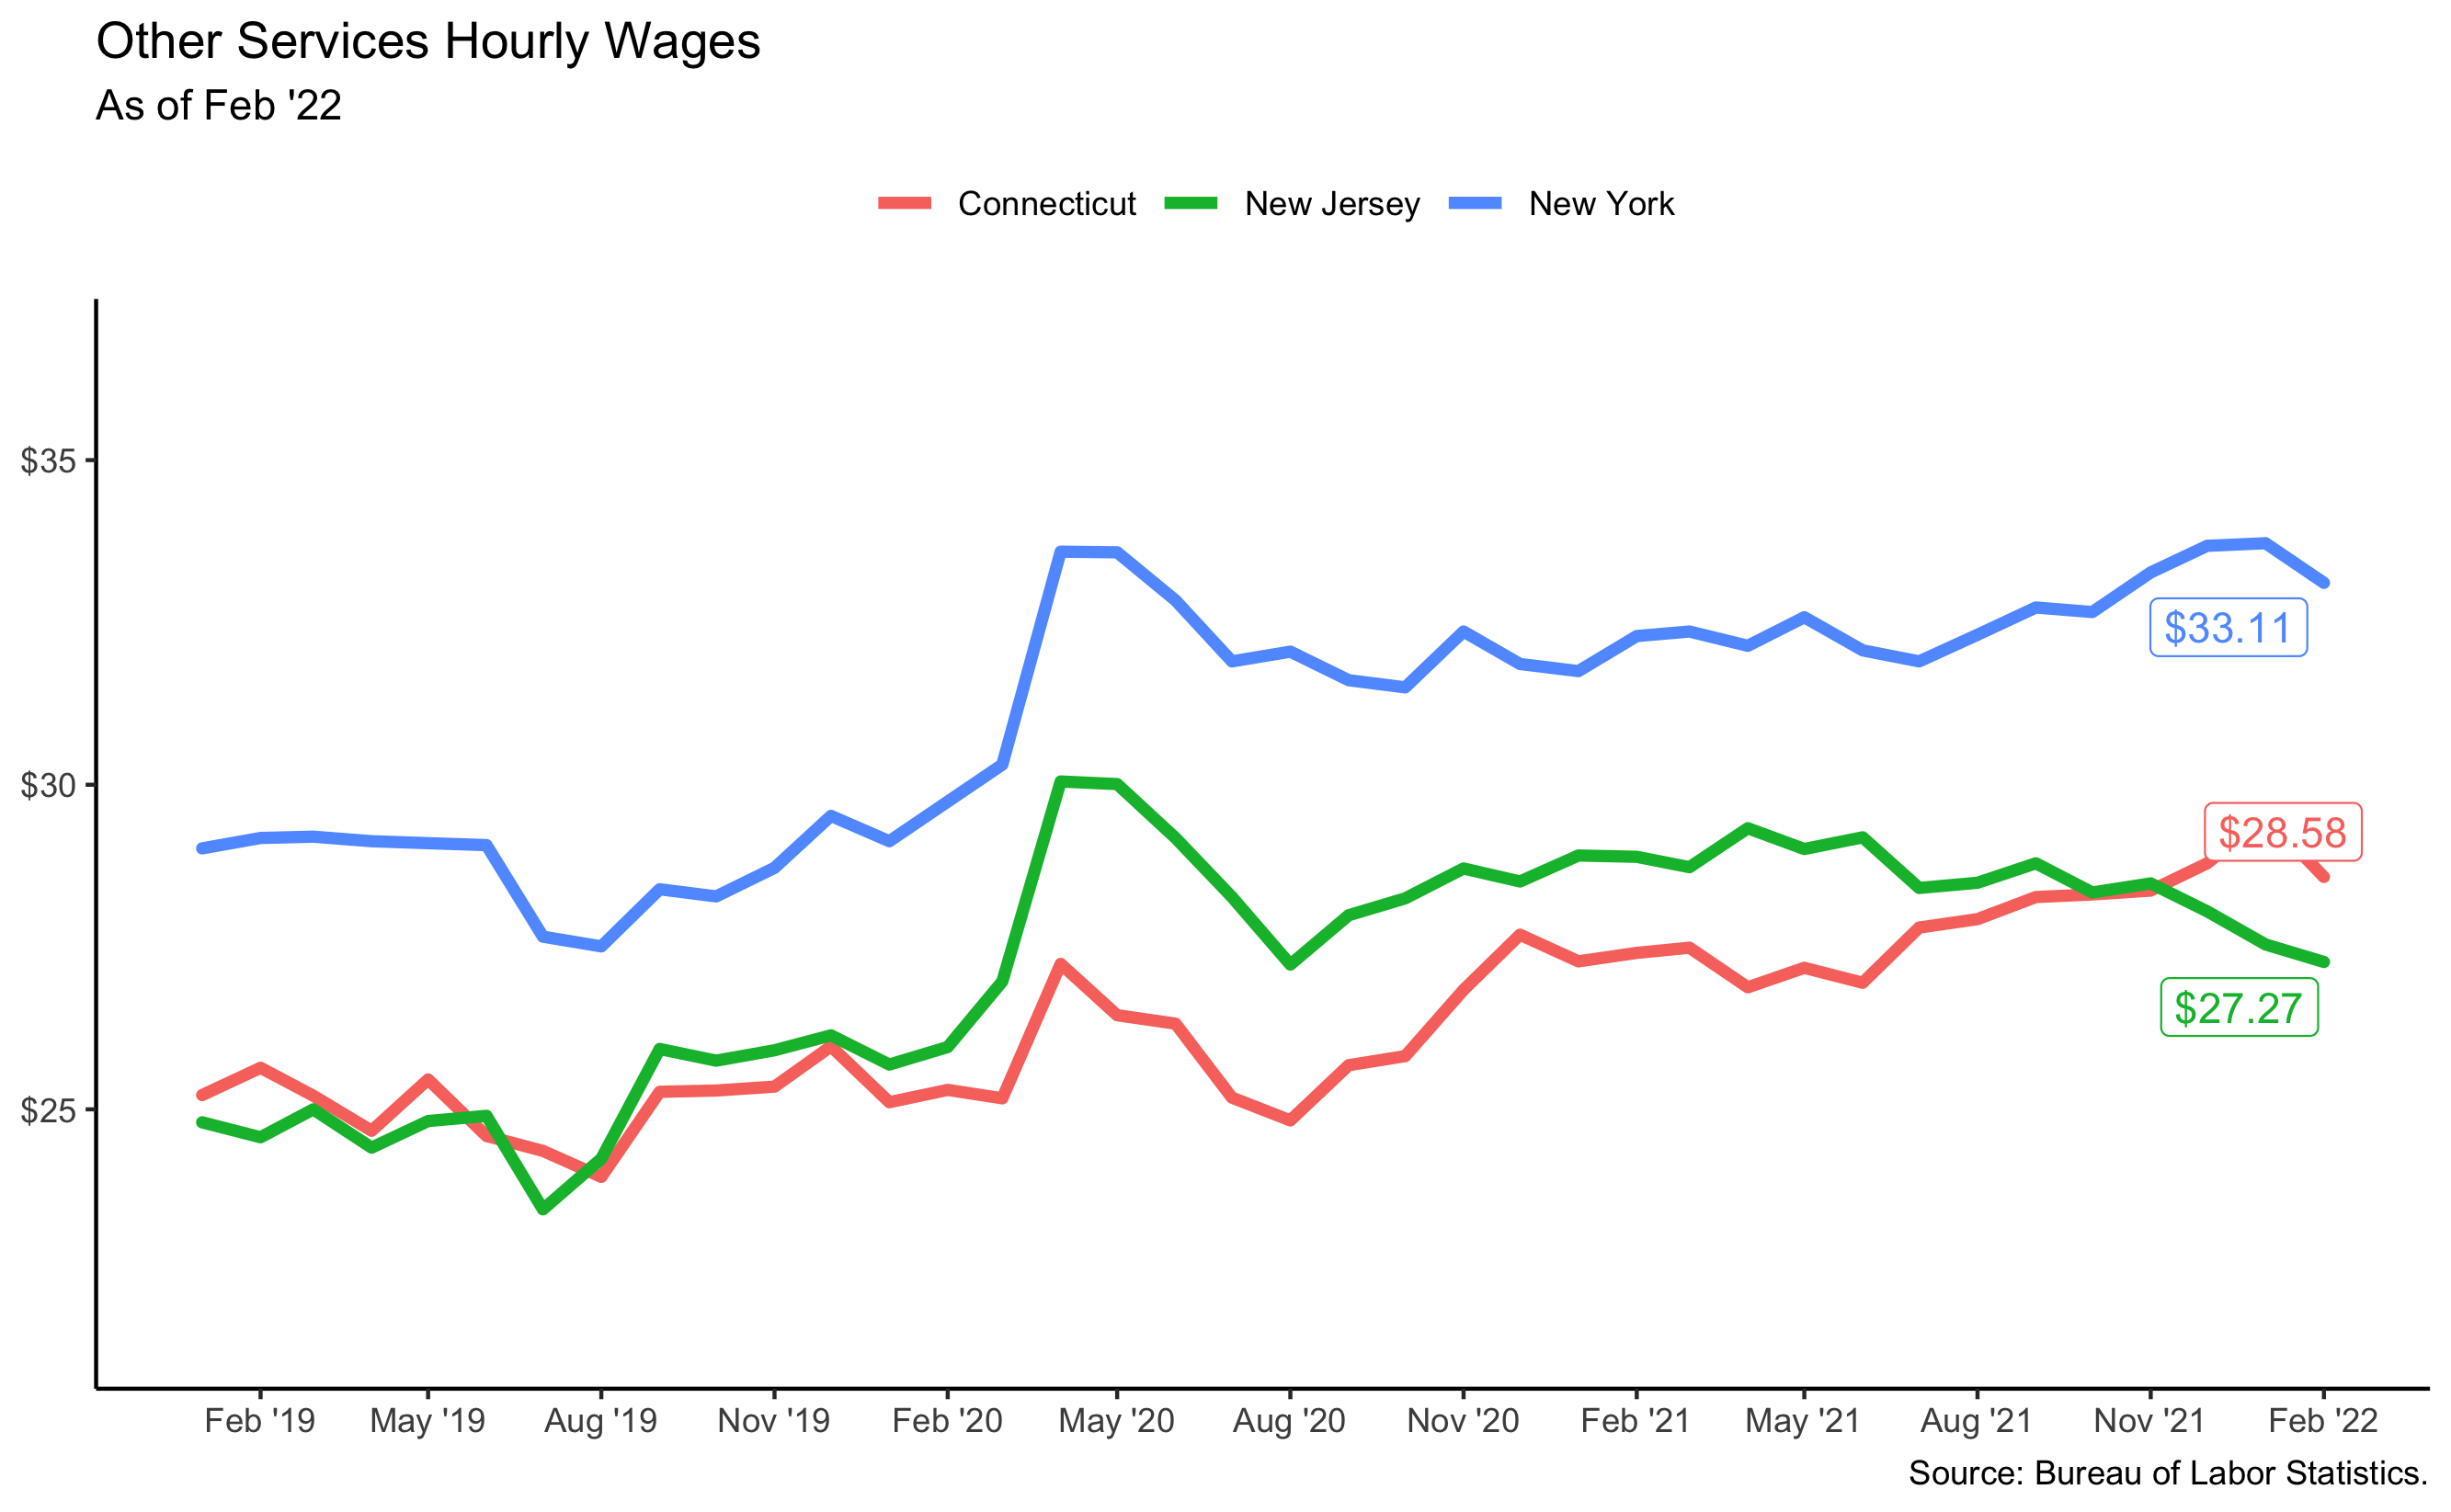 Other Services Hourly Wages
As of Feb '22
Connecticut New Jersey New York
$35
$30
$25
$33.11
$28.58
$27.27
Feb '19 May '19 Aug '19 Nov '19 Feb '20 May '20 Aug '20 Nov '20 Feb '21 May '21 Aug '21 Nov '21 Feb '22
Source: Bureau of Labor Statistics.